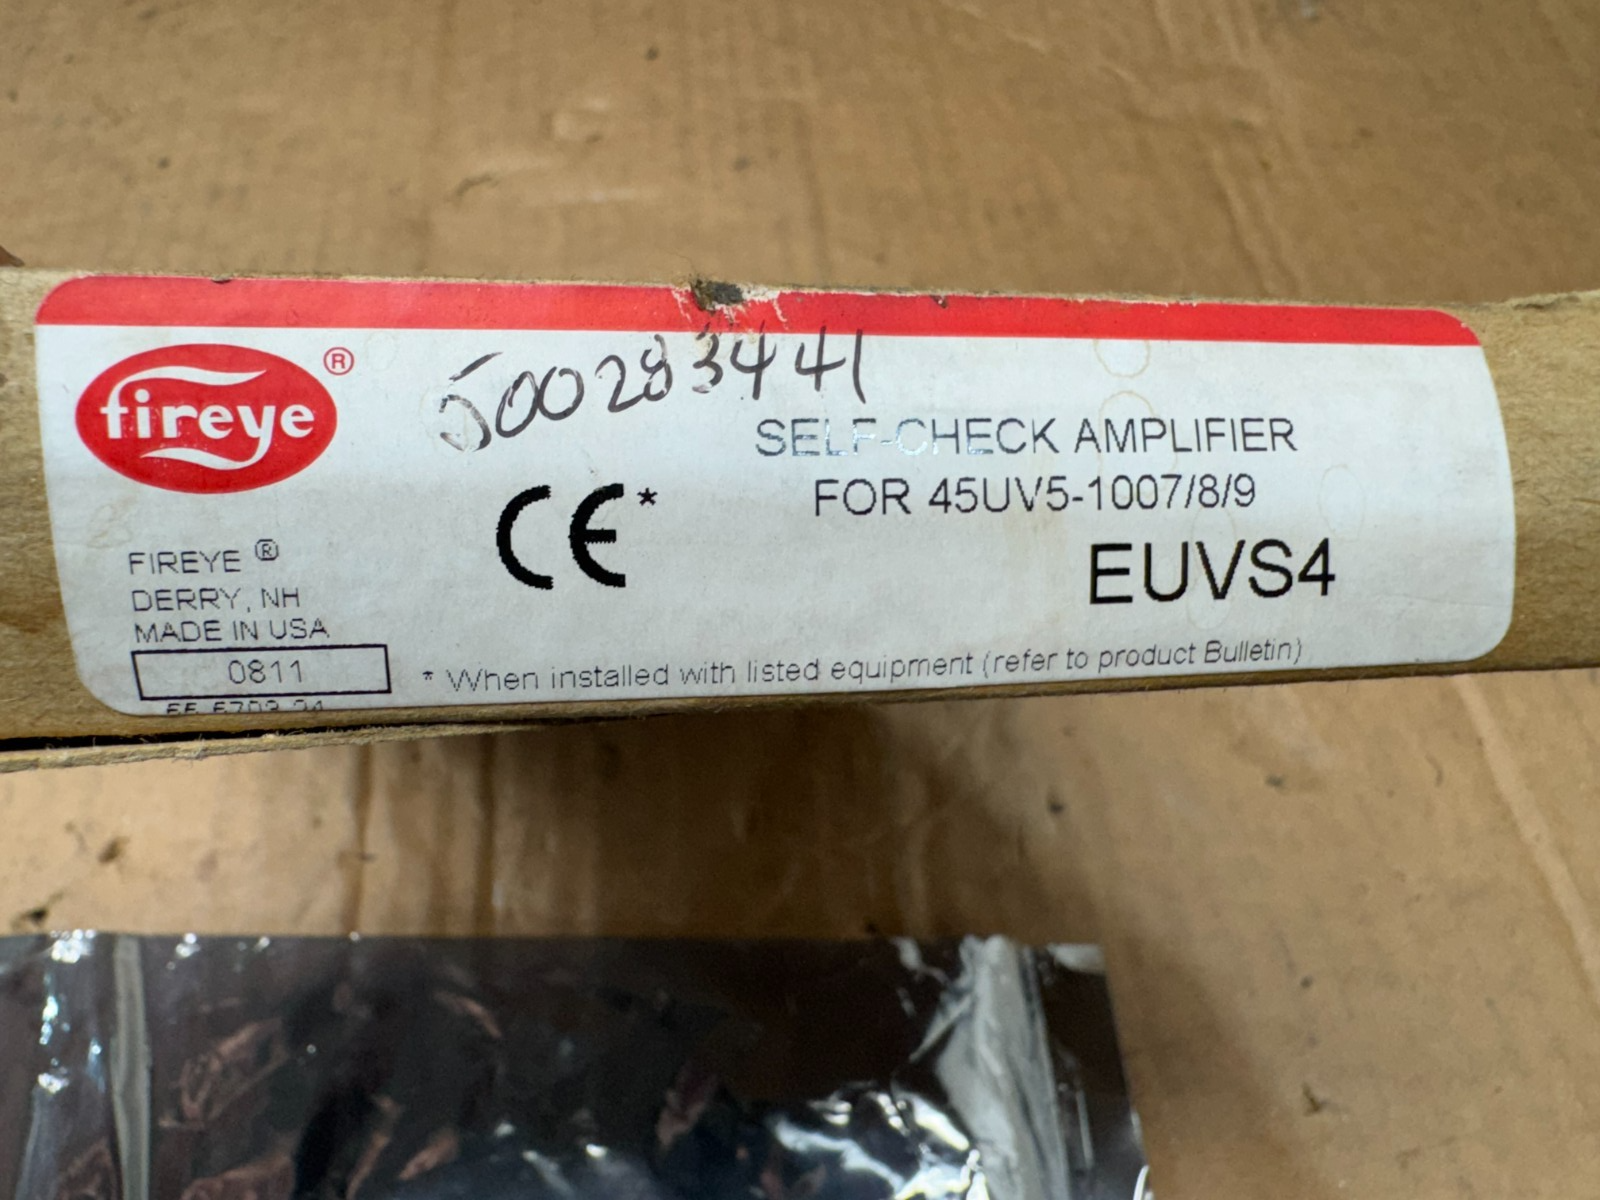 fireye ®
500283441
SELF-CHECK AMPLIFIER
FOR 45UV5-1007/8/9
CE*
EUVS4
FIREYE ®
DERRY, NH
MADE IN USA
0811
* When installed with listed equipment (refer to product Bulletin)